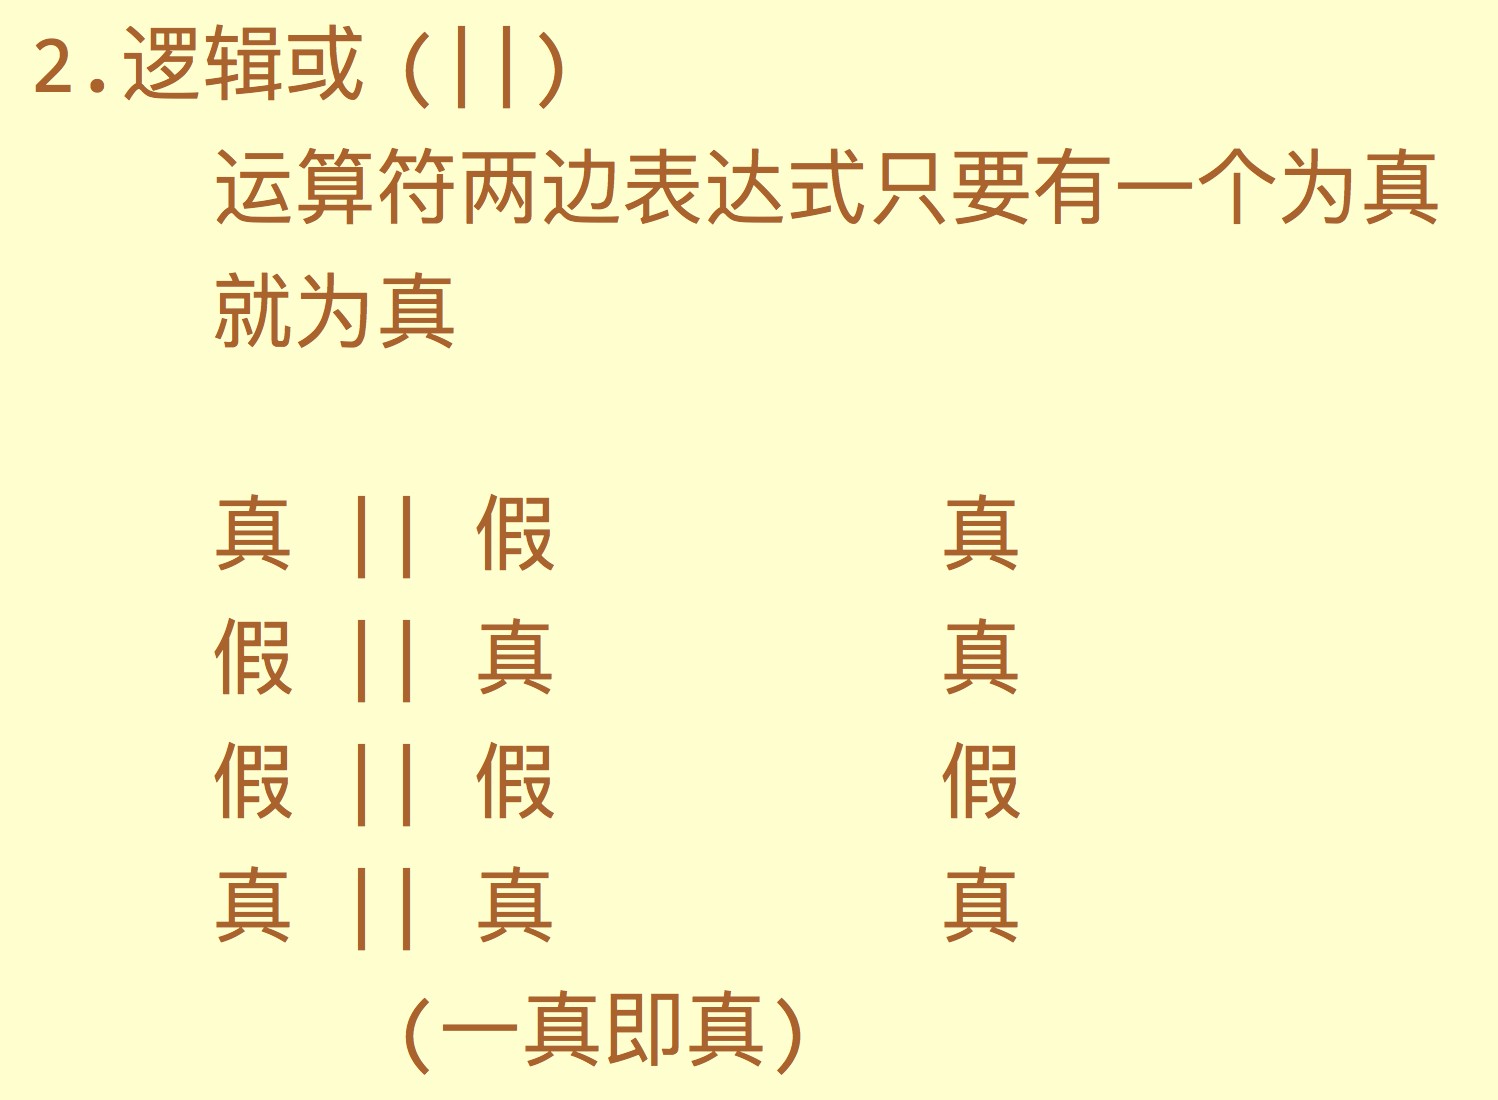 2.逻辑或(||)
运算符两边表达式只要有一个为真
就为真
真 || 假 真
假 || 真 真
假 || 假 假
真 || 真 真
(一真即真)